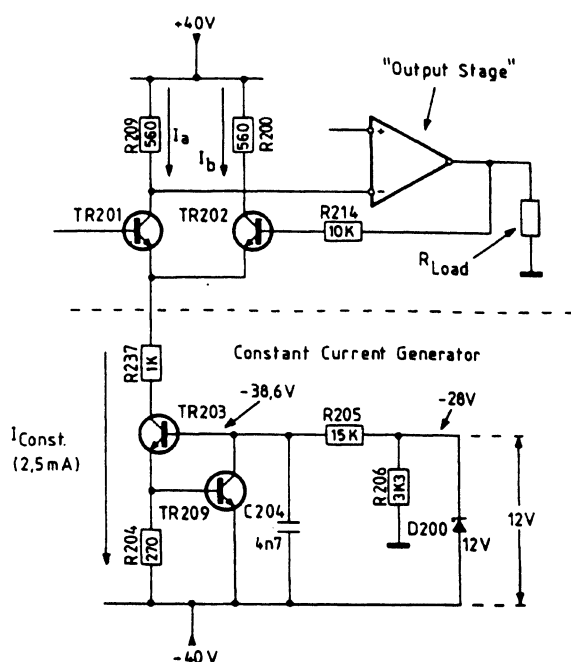 +40V
"Output Stage"
R209
560
Ia
Ib
560
R200
+
−
TR201
TR202
R214
10K
RLoad
R237
1K
Constant Current Generator
-38,6V
-28V
TR203
R205
15K
IConst.
(2,5mA)
R206
3K3
12V
TR209
C204
4n7
D200
12V
R204
270
-40V